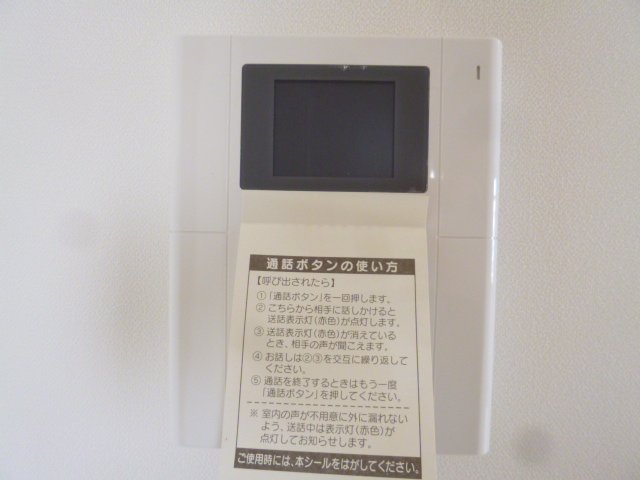 通話ボタンの使い方
【呼び出されたら】
①「通話ボタン」を一回押します。
② こちらから相手に話しかけると
送話表示灯(赤色)が点灯します。
③ 送話表示灯(赤色)が消えている
とき、相手の声が聞こえます。
④ お話しは②③を交互に繰り返して
ください。
⑤ 通話を終了するときはもう一度
「通話ボタン」を押してください。
※ 室内の声が不用意に外に漏れない
よう、送話中は表示灯(赤色)が
点灯してお知らせします。
ご使用時には、本シールをはがしてください。